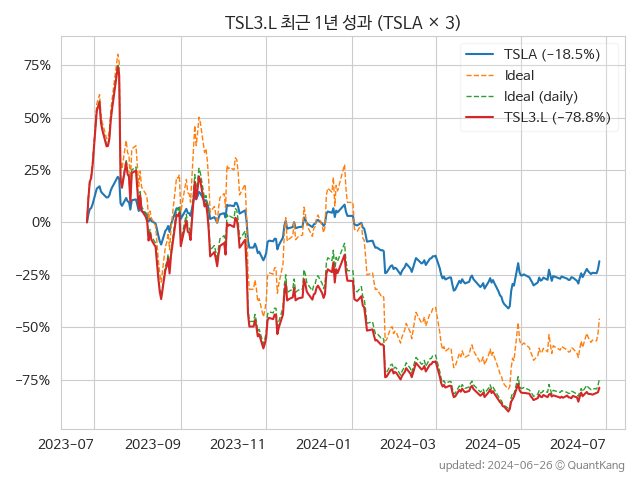 TSL3.L 최근 1년 성과 (TSLA × 3)
TSLA (−18.5%)
Ideal
Ideal (daily)
TSL3.L (−78.8%)
75%
50%
25%
0%
−25%
−50%
−75%
2023-07 2023-09 2023-11 2024-01 2024-03 2024-05 2024-07
updated: 2024-06-26 ⓒ QuantKang